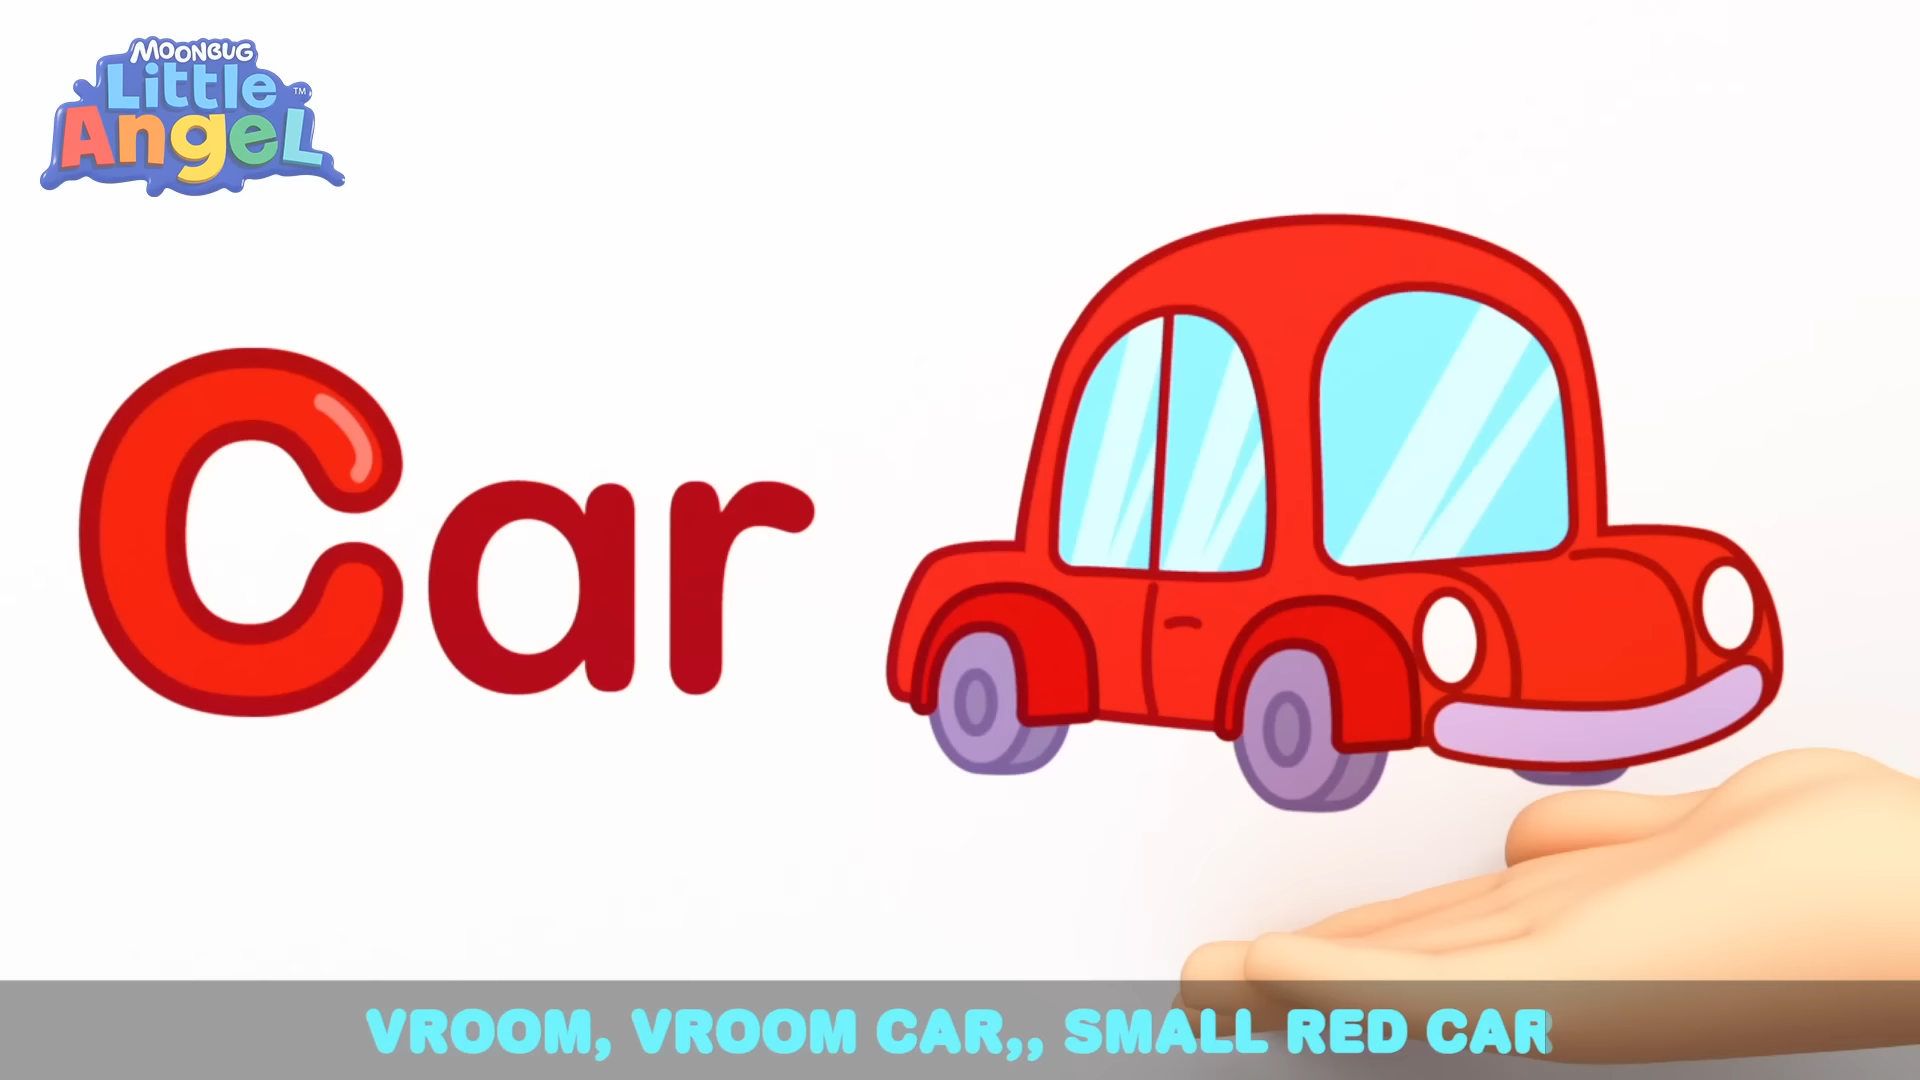 MOONBUG
Little
AngeL
TM
Car
VROOM, VROOM CAR,, SMALL RED CAR